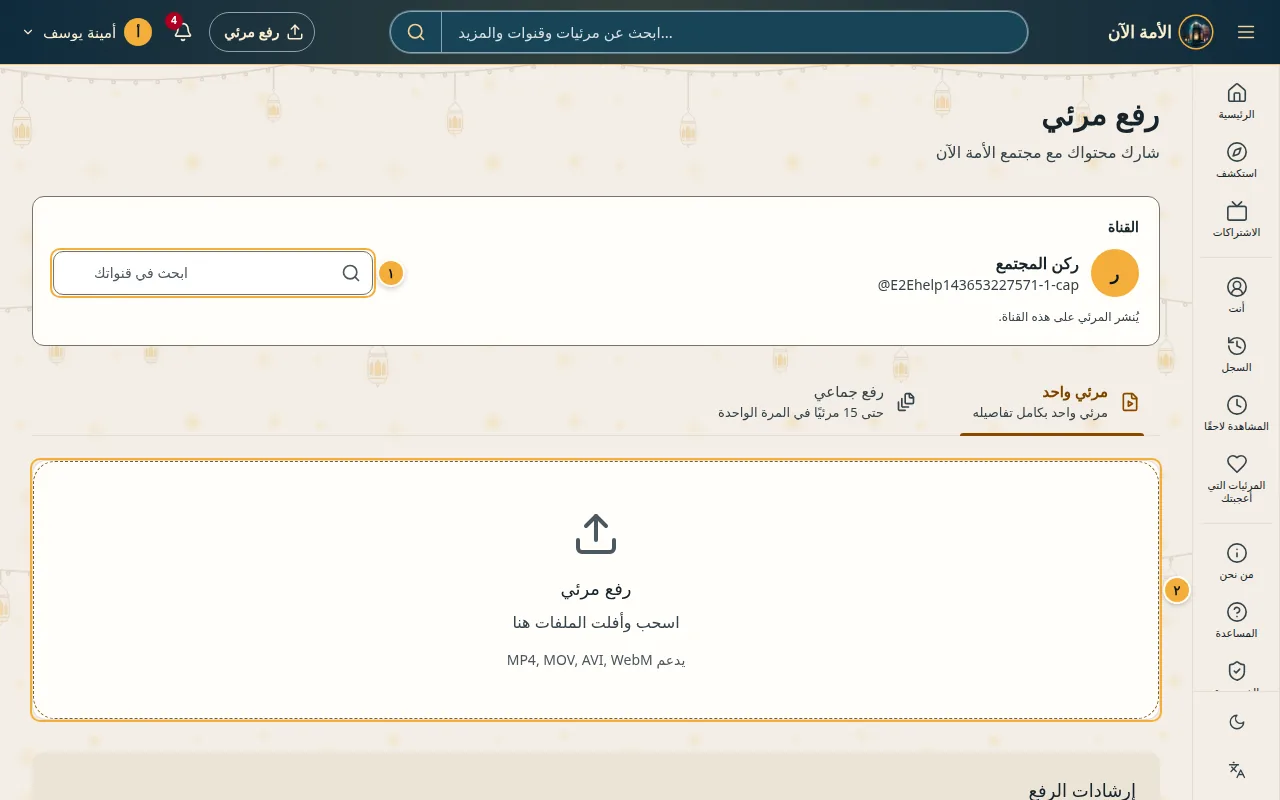 الأمة الآن
ابحث عن مرئيات وقنوات والمزيد...
رفع مرئي
4
أ
أمينة يوسف
الرئيسية
استكشف
الاشتراكات
أنت
السجل
المشاهدة لاحقًا
المرئيات التي
أعجبتك
من نحن
المساعدة
رفع مرئي
شارك محتواك مع مجتمع الأمة الآن
القناة
ر
ركن المجتمع
@E2Ehelp143653227571-1-cap
يُنشر المرئي على هذه القناة.
١
ابحث في قنواتك
مرئي واحد
مرئي واحد بكامل تفاصيله
رفع جماعي
حتى 15 مرئيًا في المرة الواحدة
٢
رفع مرئي
اسحب وأفلت الملفات هنا
يدعم MP4, MOV, AVI, WebM
إرشادات الرفع